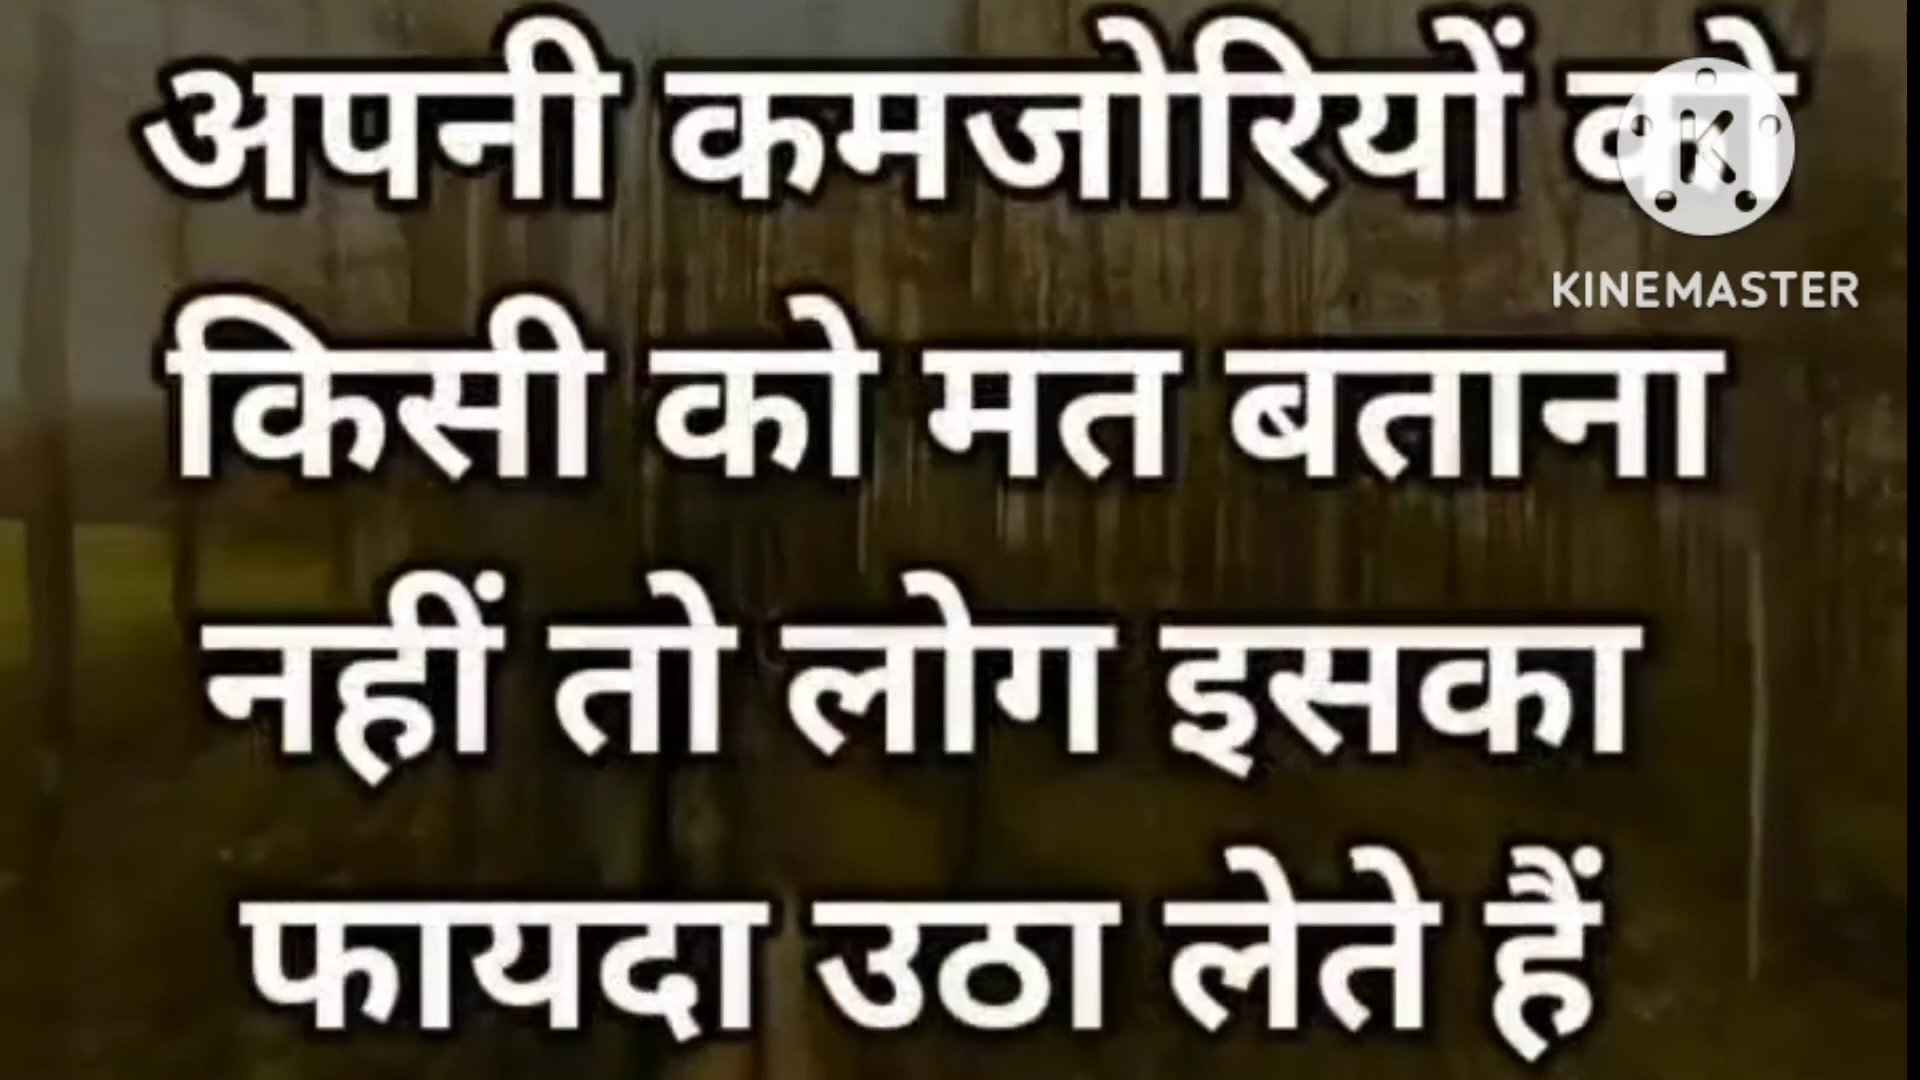 अपनी कमजोरियों को
KINEMASTER
किसी को मत बताना
नहीं तो लोग इसका
फायदा उठा लेते हैं